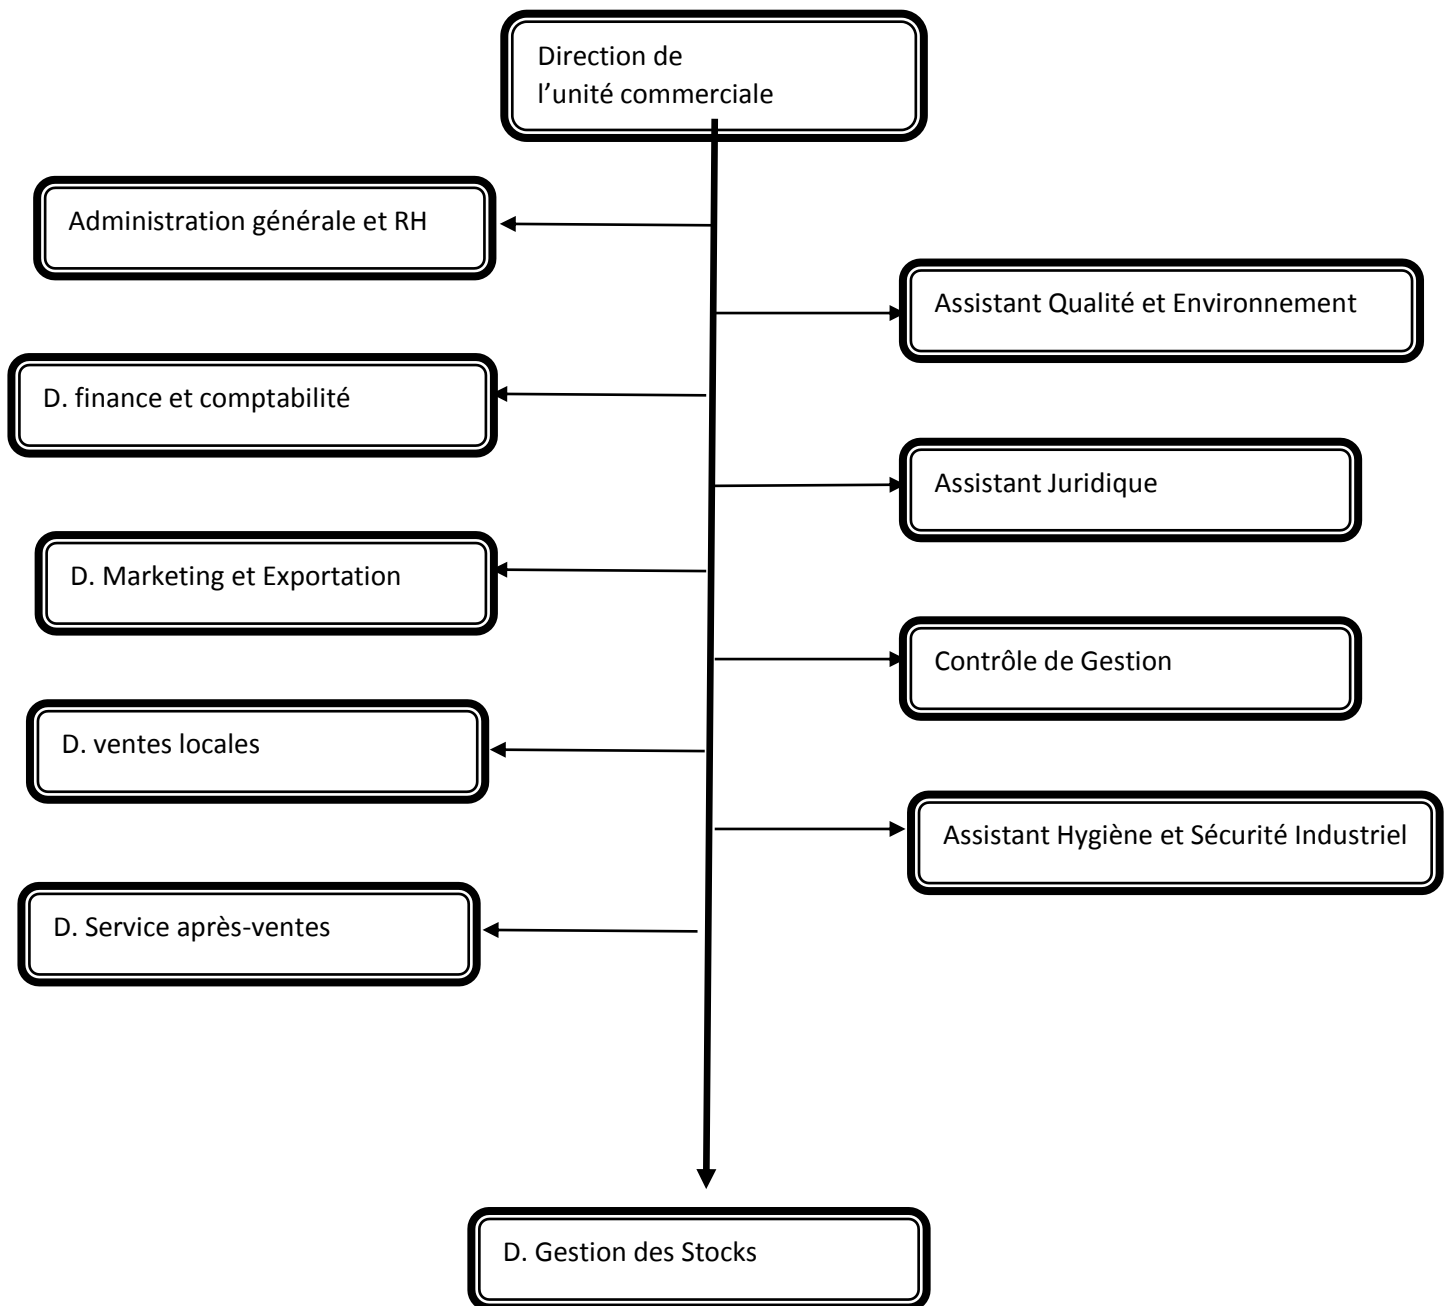 Direction de
l’unité commerciale
Administration générale et RH
Assistant Qualité et Environnement
D. finance et comptabilité
Assistant Juridique
D. Marketing et Exportation
Contrôle de Gestion
D. ventes locales
Assistant Hygiène et Sécurité Industriel
D. Service après-ventes
D. Gestion des Stocks